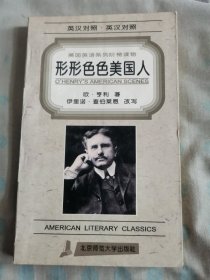 英汉对照 英汉对照
美国英语系列阶梯读物
形形色色美国人
O'HENRY'S AMERICAN SCENES
欧·亨利 著
伊里诺·查伯莱恩 改写
AMERICAN LITERARY CLASSICS
北京师范大学出版社